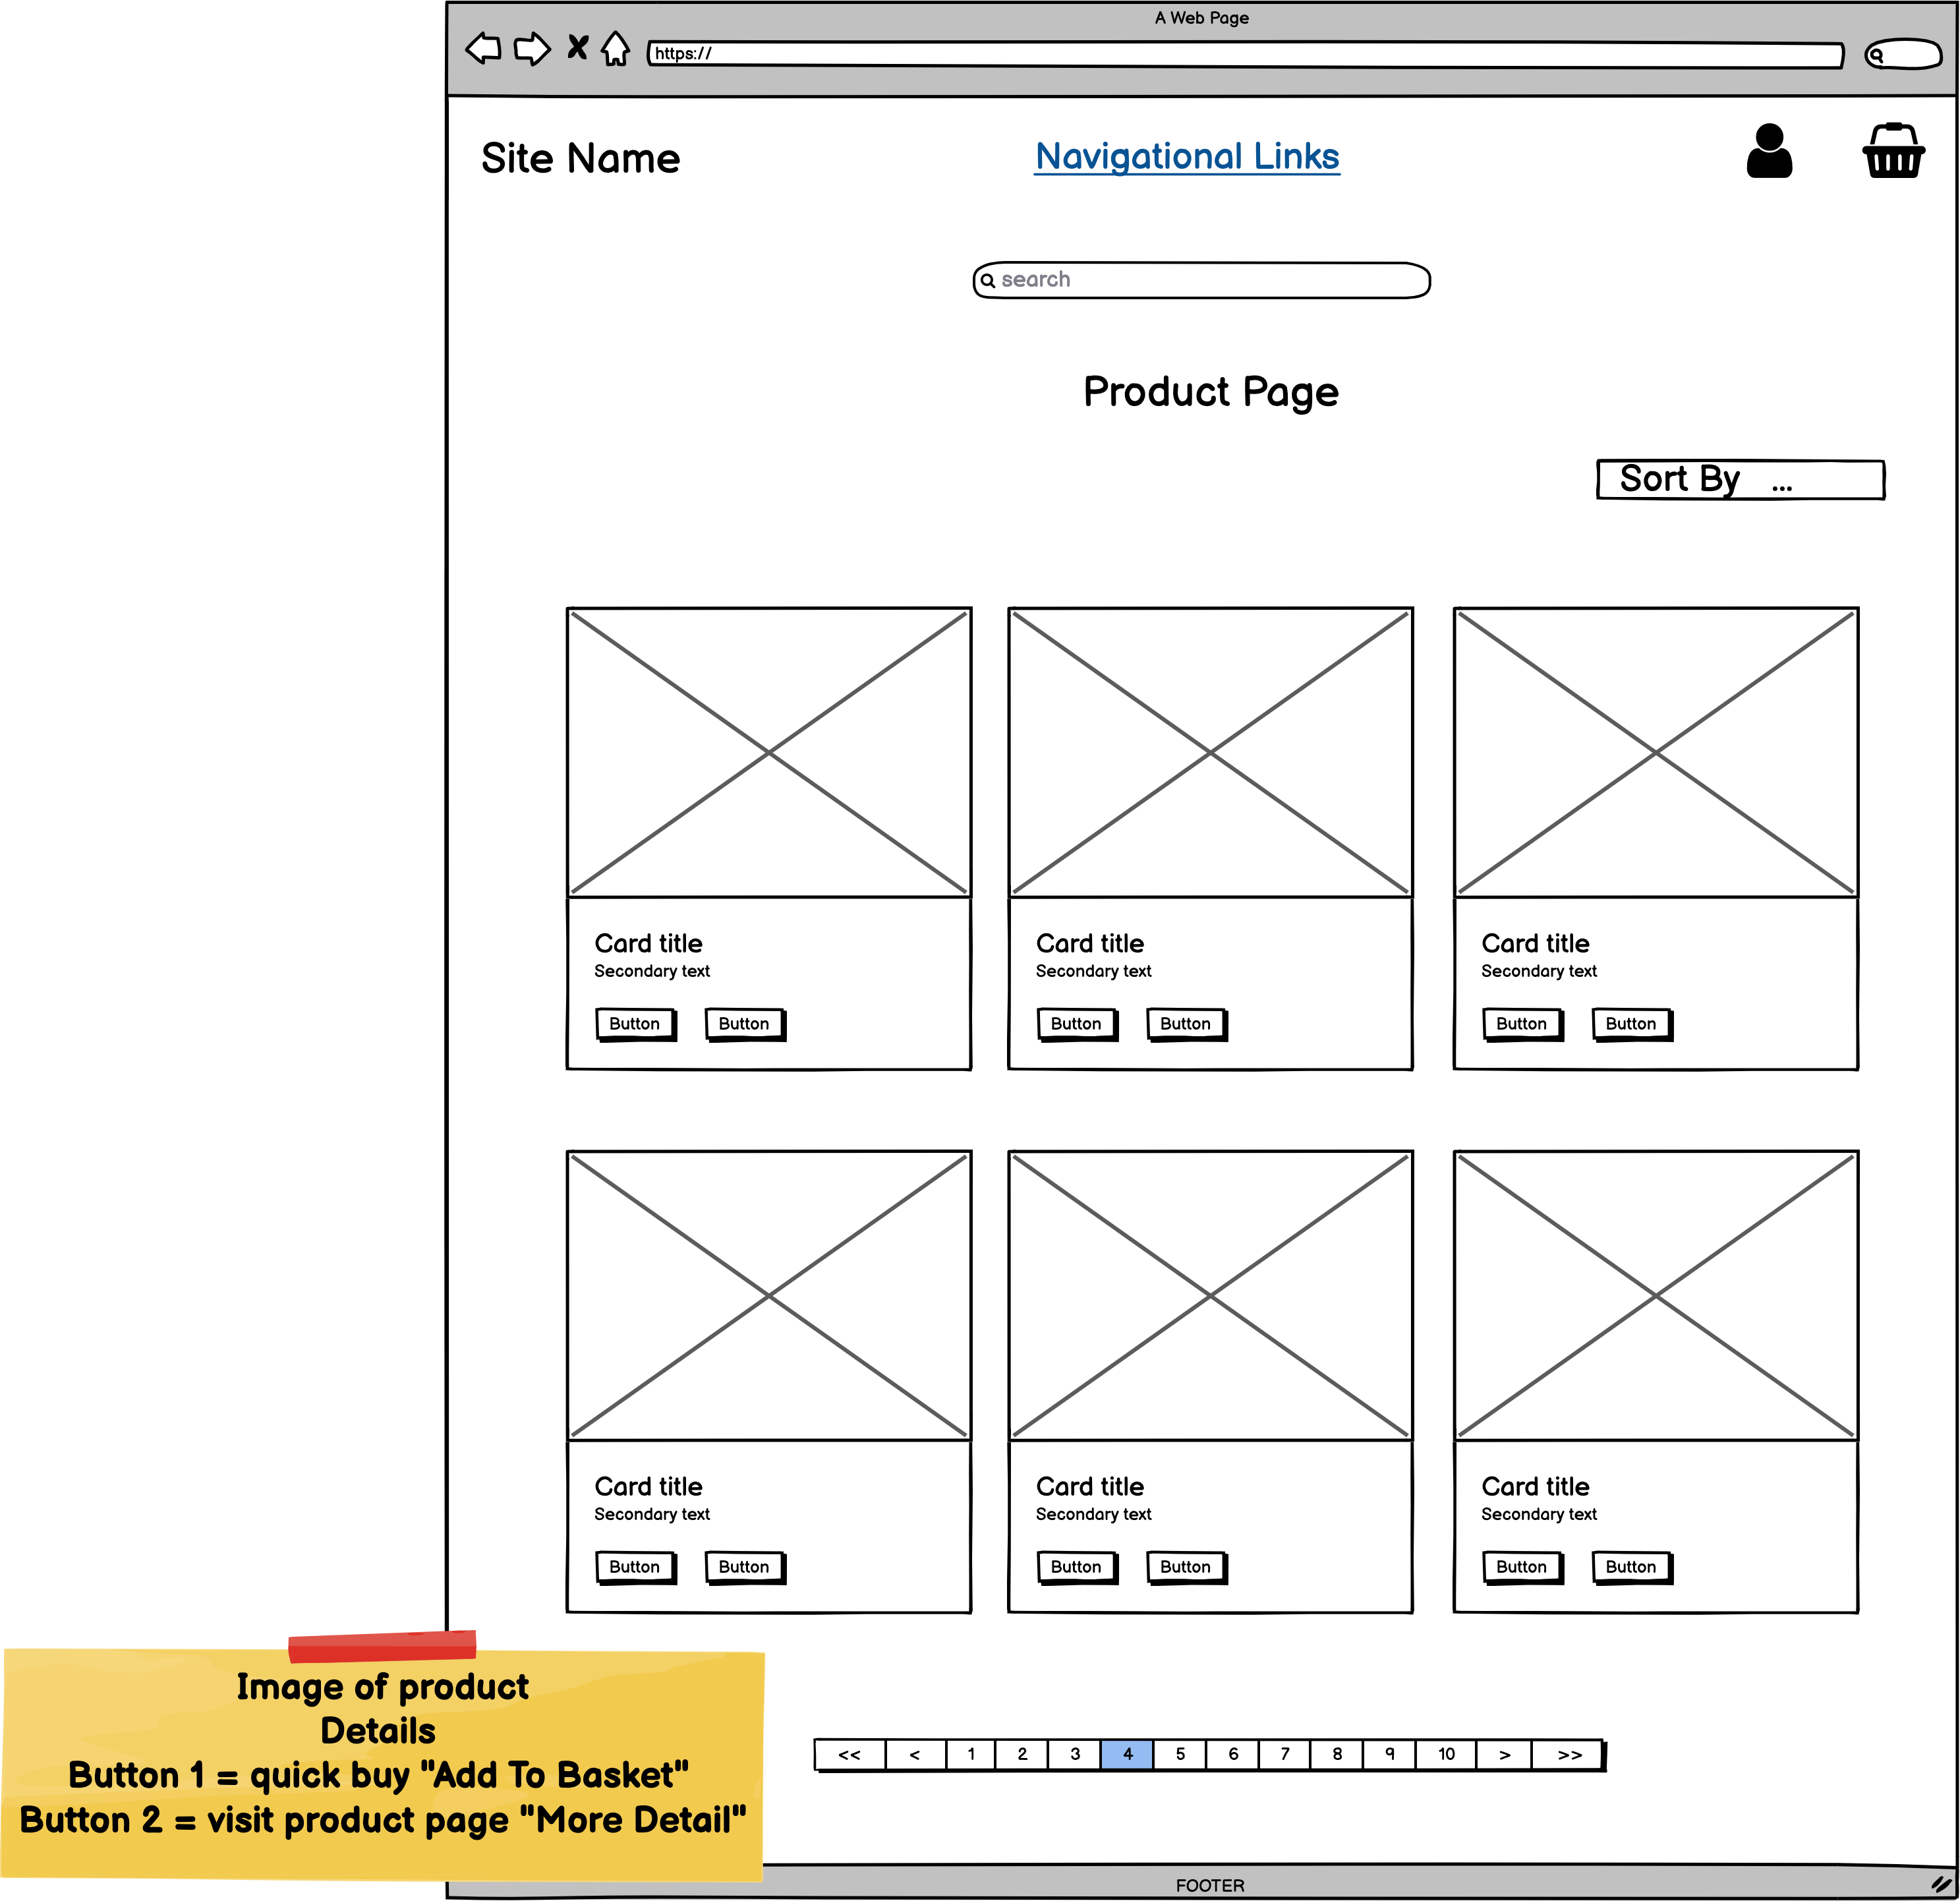 A Web Page
https://
Site Name
Navigational Links
search
Product Page
Sort By ...
Card title Card title Card title
Secondary text Secondary text Secondary text
Button Button Button Button Button Button
Card title Card title Card title
Secondary text Secondary text Secondary text
Button Button Button Button Button Button
Image of product
Details
Button 1 = quick buy "Add To Basket"
Button 2 = visit product page "More Detail"
<< < 1 2 3 4 5 6 7 8 9 10 > >>
FOOTER